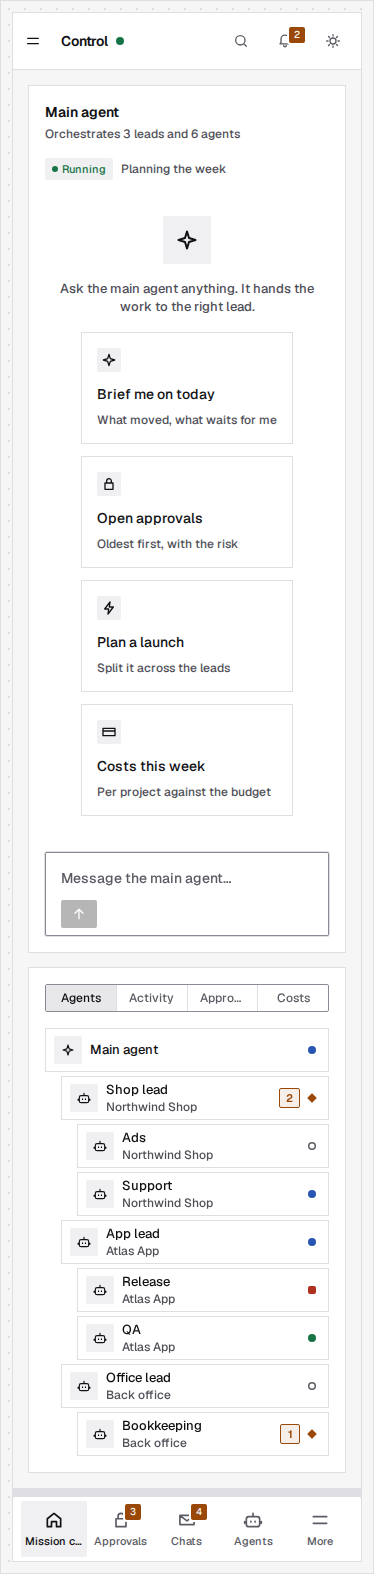 Control
2
Main agent
Orchestrates 3 leads and 6 agents
Running
Planning the week
Ask the main agent anything. It hands the
work to the right lead.
Brief me on today
What moved, what waits for me
Open approvals
Oldest first, with the risk
Plan a launch
Split it across the leads
Costs this week
Per project against the budget
Message the main agent...
Agents
Activity
Appro...
Costs
Main agent
Shop lead
Northwind Shop
2
Ads
Northwind Shop
Support
Northwind Shop
App lead
Atlas App
Release
Atlas App
QA
Atlas App
Office lead
Back office
Bookkeeping
Back office
1
3
4
Mission c...
Approvals
Chats
Agents
More